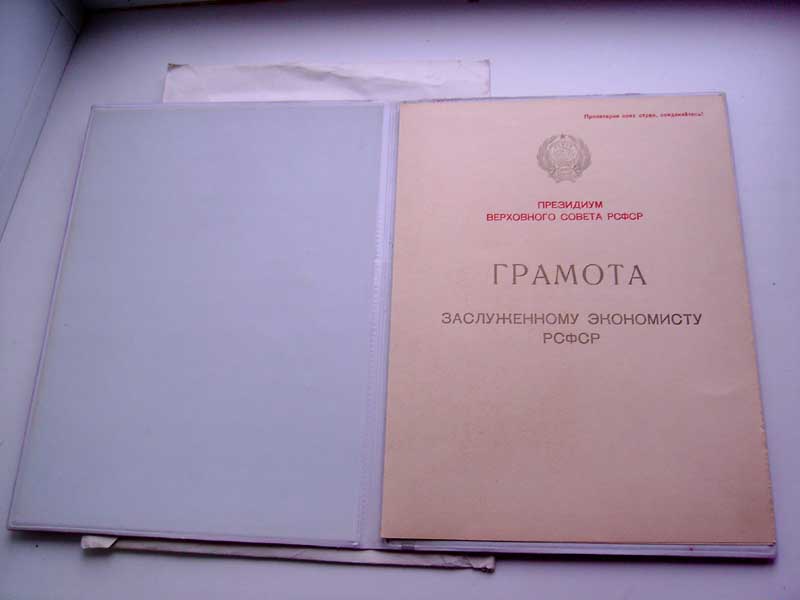 Пролетарии всех стран, соединяйтесь!
ПРЕЗИДИУМ
ВЕРХОВНОГО СОВЕТА РСФСР
ГРАМОТА
ЗАСЛУЖЕННОМУ ЭКОНОМИСТУ
РСФСР